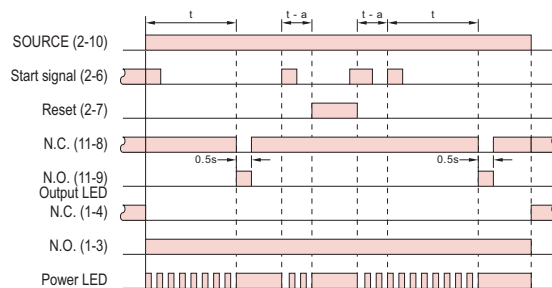 t t - a t - a t
SOURCE (2-10)
Start signal (2-6)
Reset (2-7)
N.C. (11-8)
0.5s 0.5s
N.O. (11-9)
Output LED
N.C. (1-4)
N.O. (1-3)
Power LED